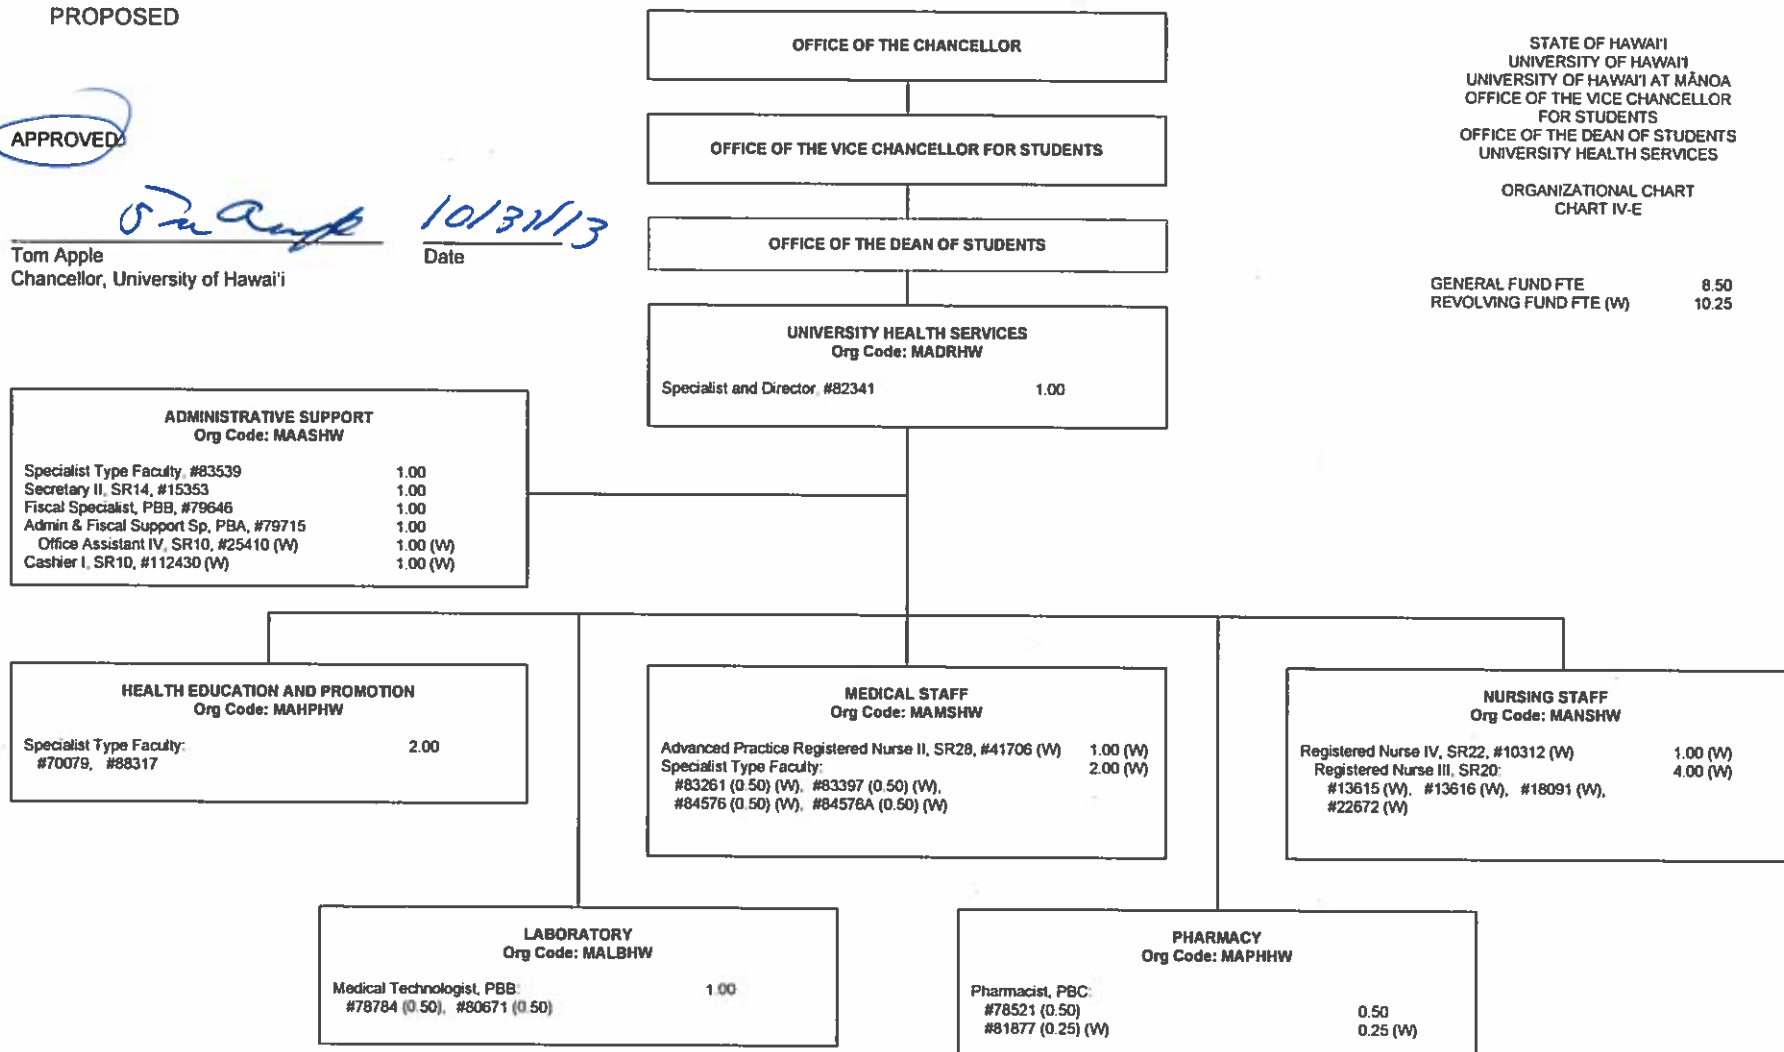 PROPOSED
APPROVED
10/31/13
Tom Apple
Date
Chancellor, University of Hawai'i
OFFICE OF THE CHANCELLOR
OFFICE OF THE VICE CHANCELLOR FOR STUDENTS
OFFICE OF THE DEAN OF STUDENTS
UNIVERSITY HEALTH SERVICES
Org Code: MADRHW
Specialist and Director, #82341 1.00
STATE OF HAWAI'I
UNIVERSITY OF HAWAI'I
UNIVERSITY OF HAWAI'I AT MĀNOA
OFFICE OF THE VICE CHANCELLOR
FOR STUDENTS
OFFICE OF THE DEAN OF STUDENTS
UNIVERSITY HEALTH SERVICES
ORGANIZATIONAL CHART
CHART IV-E
GENERAL FUND FTE 8.50
REVOLVING FUND FTE (W) 10.25
ADMINISTRATIVE SUPPORT
Org Code: MAASHW
Specialist Type Faculty, #83539 1.00
Secretary II, SR14, #15353 1.00
Fiscal Specialist, PBB, #79646 1.00
Admin & Fiscal Support Sp, PBA, #79715 1.00
Office Assistant IV, SR10, #25410 (W) 1.00 (W)
Cashier I, SR10, #112430 (W) 1.00 (W)
HEALTH EDUCATION AND PROMOTION
Org Code: MAHPHW
Specialist Type Faculty: 2.00
#70079, #88317
MEDICAL STAFF
Org Code: MAMSHW
Advanced Practice Registered Nurse II, SR28, #41706 (W) 1.00 (W)
Specialist Type Faculty: 2.00 (W)
#83261 (0.50) (W), #83397 (0.50) (W),
#84576 (0.50) (W), #84576A (0.50) (W)
NURSING STAFF
Org Code: MANSHW
Registered Nurse IV, SR22, #10312 (W) 1.00 (W)
Registered Nurse III, SR20: 4.00 (W)
#13615 (W), #13616 (W), #18091 (W),
#22672 (W)
LABORATORY
Org Code: MALBHW
Medical Technologist, PBB: 1.00
#78784 (0.50), #80671 (0.50)
PHARMACY
Org Code: MAPHHW
Pharmacist, PBC:
#78521 (0.50) 0.50
#81877 (0.25) (W) 0.25 (W)